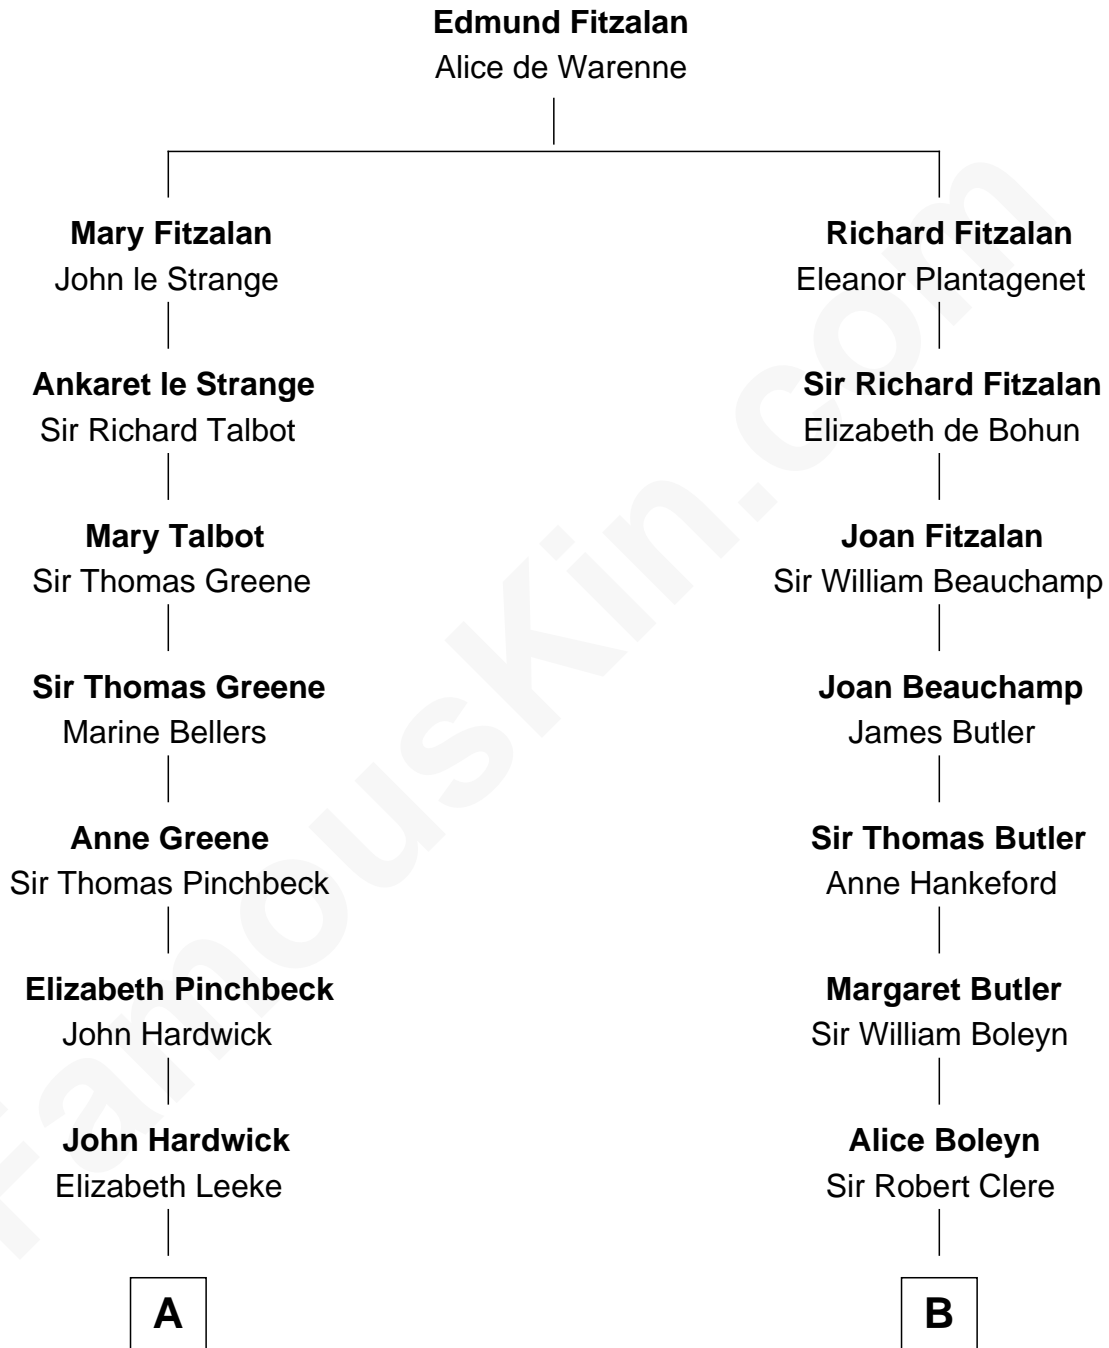 Edmund Fitzalan
Alice de Warenne
Mary Fitzalan
John le Strange
Richard Fitzalan
Eleanor Plantagenet
Ankaret le Strange
Sir Richard Talbot
Sir Richard Fitzalan
Elizabeth de Bohun
Mary Talbot
Sir Thomas Greene
Joan Fitzalan
Sir William Beauchamp
Sir Thomas Greene
Marine Bellers
Joan Beauchamp
James Butler
Anne Greene
Sir Thomas Pinchbeck
Sir Thomas Butler
Anne Hankeford
Elizabeth Pinchbeck
John Hardwick
Margaret Butler
Sir William Boleyn
John Hardwick
Elizabeth Leeke
Alice Boleyn
Sir Robert Clere
A
B
FamousKin.com